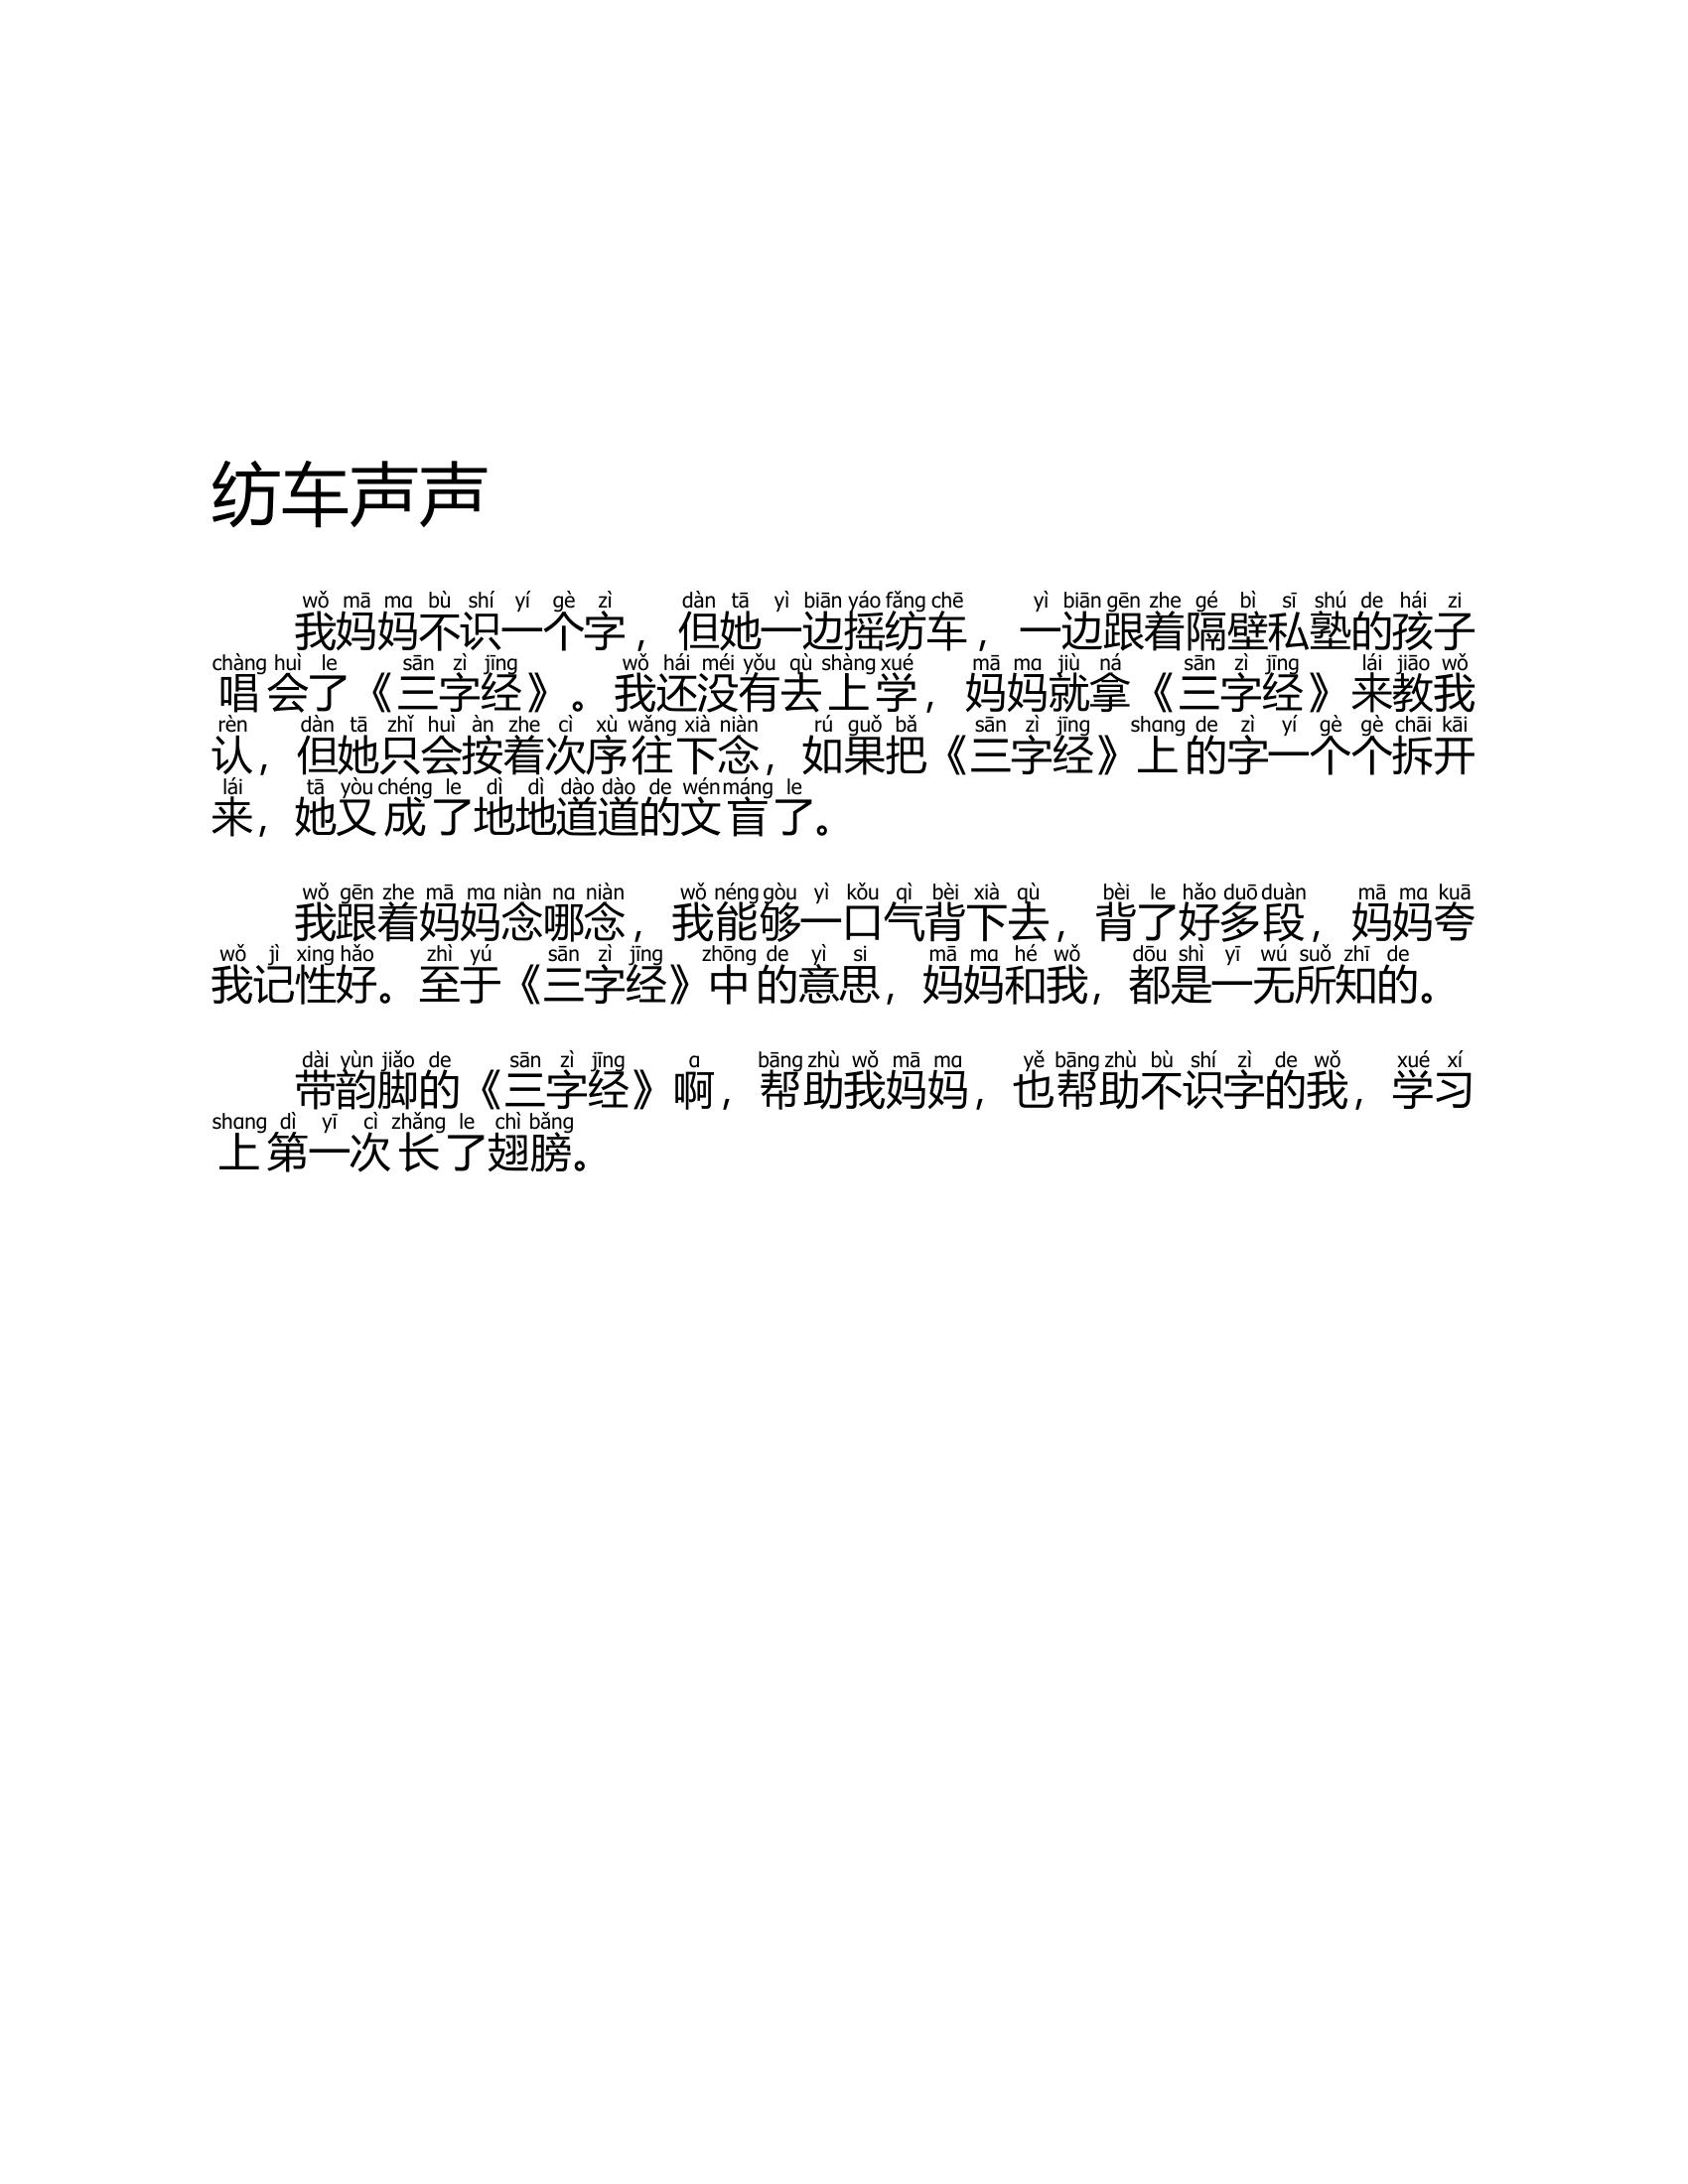 纺车声声
wǒ mā ma bù shí yí gè zì dàn tā yì biān yáo fǎng chē yì biān gēn zhe gé bì sī shú de hái zi
我妈妈不识一个字，但她一边摇纺车，一边跟着隔壁私塾的孩子
chàng huì le sān zì jīng wǒ hái méi yǒu qù shàng xué mā ma jiù ná sān zì jīng lái jiāo wǒ
唱会了《三字经》。我还没有去上学，妈妈就拿《三字经》来教我
rèn dàn tā zhǐ huì àn zhe cì xù wǎng xià niàn rú guǒ bǎ sān zì jīng shang de zì yí gè gè chāi kāi
认，但她只会按着次序往下念，如果把《三字经》上的字一个个拆开
lái tā yòu chéng le dì dì dào dào de wén máng le
来，她又成了地地道道的文盲了。
wǒ gēn zhe mā ma niàn na niàn wǒ néng gòu yì kǒu qì bèi xià qù bèi le hǎo duō duàn mā ma kuā
我跟着妈妈念哪念，我能够一口气背下去，背了好多段，妈妈夸
wǒ jì xing hǎo zhì yú sān zì jīng zhōng de yì si mā ma hé wǒ dōu shì yī wú suǒ zhī de
我记性好。至于《三字经》中的意思，妈妈和我，都是一无所知的。
dài yùn jiǎo de sān zì jīng a bāng zhù wǒ mā ma yě bāng zhù bù shí zì de wǒ xué xí
带韵脚的《三字经》啊，帮助我妈妈，也帮助不识字的我，学习
shang dì yī cì zhǎng le chì bǎng
上第一次长了翅膀。